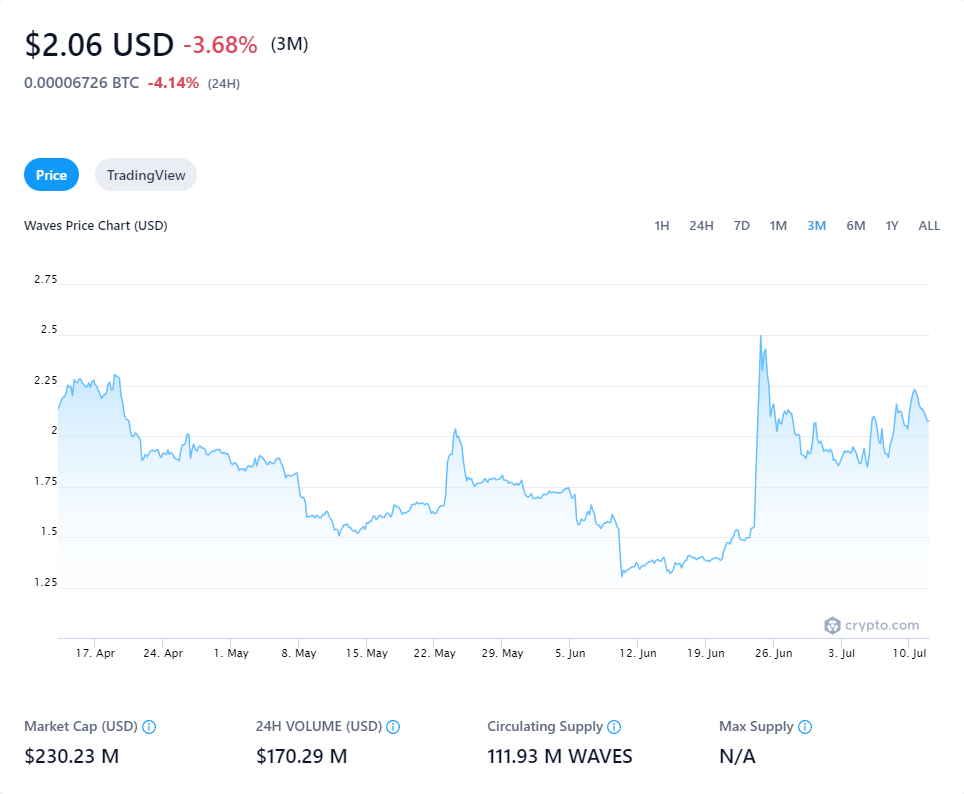 $2.06 USD -3.68% (3M)
0.00006726 BTC -4.14% (24H)
Price TradingView
Waves Price Chart (USD) 1H 24H 7D 1M 3M 6M 1Y ALL
2.75
2.5
2.25
2
1.75
1.5
1.25
crypto.com
17. Apr 24. Apr 1. May 8. May 15. May 22. May 29. May 5. Jun 12. Jun 19. Jun 26. Jun 3. Jul 10. Jul
Market Cap (USD) 24H VOLUME (USD) Circulating Supply Max Supply
$230.23 M $170.29 M 111.93 M WAVES N/A